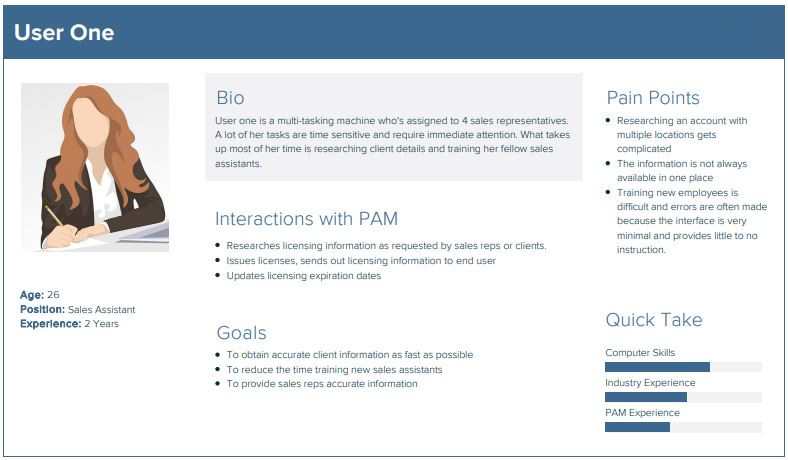 User One
Age: 26
Position: Sales Assistant
Experience: 2 Years
Bio
User one is a multi-tasking machine who's assigned to 4 sales representatives.
A lot of her tasks are time sensitive and require immediate attention. What takes
up most of her time is researching client details and training her fellow sales
assistants.
Interactions with PAM
Researches licensing information as requested by sales reps or clients.
Issues licenses, sends out licensing information to end user
Updates licensing expiration dates
Goals
To obtain accurate client information as fast as possible
To reduce the time training new sales assistants
To provide sales reps accurate information
Pain Points
Researching an account with
multiple locations gets
complicated
The information is not always
available in one place
Training new employees is
difficult and errors are often made
because the interface is very
minimal and provides little to no
instruction.
Quick Take
Computer Skills
Industry Experience
PAM Experience